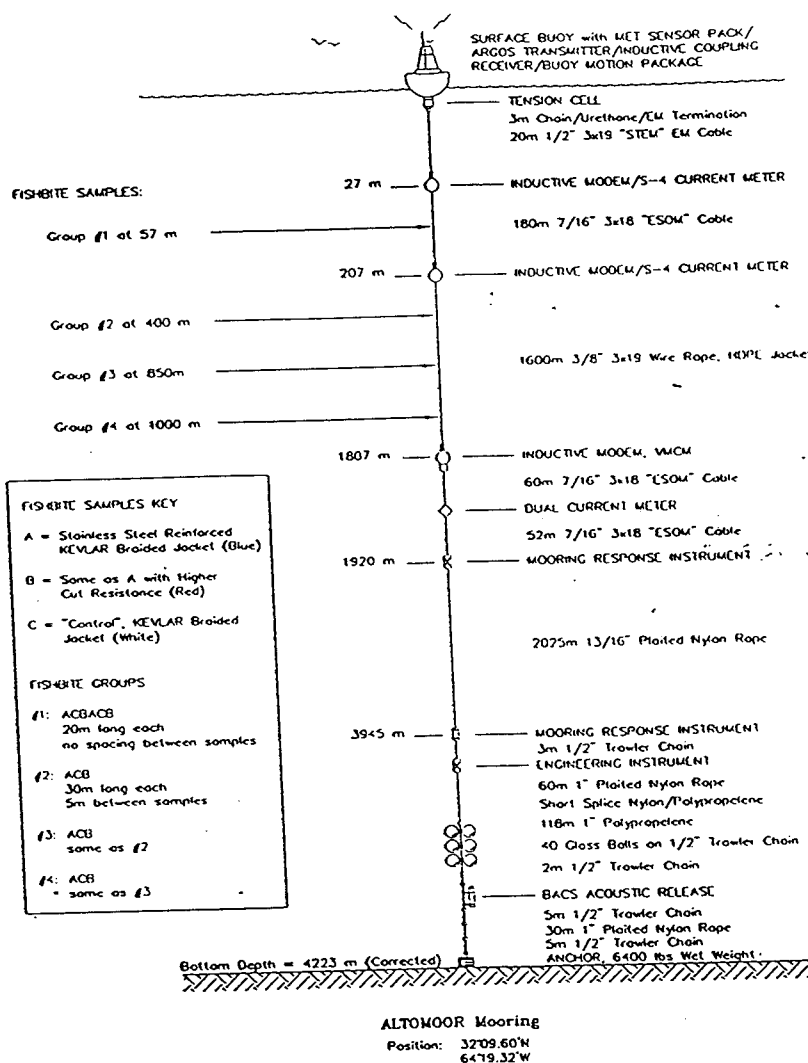 SURFACE BUOY with MET SENSOR PACK/
ARGOS TRANSMITTER/INDUCTIVE COUPLING
RECEIVER/BUOY MOTION PACKAGE
TENSION CELL
3m Chain/Urethane/EM Termination
20m 1/2" 3x19 "STEM" EM Cable
FISHBITE SAMPLES:
27 m
INDUCTIVE MODEM/S-4 CURRENT METER
Group #1 at 57 m
180m 7/16" 3x18 "ESOM" Cable
207 m
INDUCTIVE MODEM/S-4 CURRENT METER
Group #2 at 400 m
Group #3 at 850m
1600m 3/8" 3x19 Wire Rope, HDPE Jacket
Group #4 at 1000 m
1807 m
INDUCTIVE MODEM, VMCM
60m 7/16" 3x18 "ESOM" Cable
DUAL CURRENT METER
52m 7/16" 3x18 "ESOM" Cable
1920 m
MOORING RESPONSE INSTRUMENT
2025m 13/16" Plaited Nylon Rope
3945 m
MOORING RESPONSE INSTRUMENT
3m 1/2" Trawler Chain
ENGINEERING INSTRUMENT
60m 1" Plaited Nylon Rope
Short Splice Nylon/Polypropelene
118m 1" Polypropelene
40 Glass Balls on 1/2" Trawler Chain
2m 1/2" Trawler Chain
BACS ACOUSTIC RELEASE
5m 1/2" Trawler Chain
30m 1" Plaited Nylon Rope
5m 1/2" Trawler Chain
ANCHOR, 6400 lbs Wet Weight
FISHBITE SAMPLES KEY
A = Stainless Steel Reinforced
KEVLAR Braided Jacket (Blue)
B = Same as A with Higher
Cut Resistance (Red)
C = "Control", KEVLAR Braided
Jacket (White)
FISHBITE GROUPS
#1: ACBACB
20m long each
no spacing between samples
#2: ACB
30m long each
5m between samples
#3: ACB
same as #2
#4: ACB
same as #3
Bottom Depth = 4223 m (Corrected)
ALTOMOOR Mooring
Position: 32°09.60'N
64°19.32'W